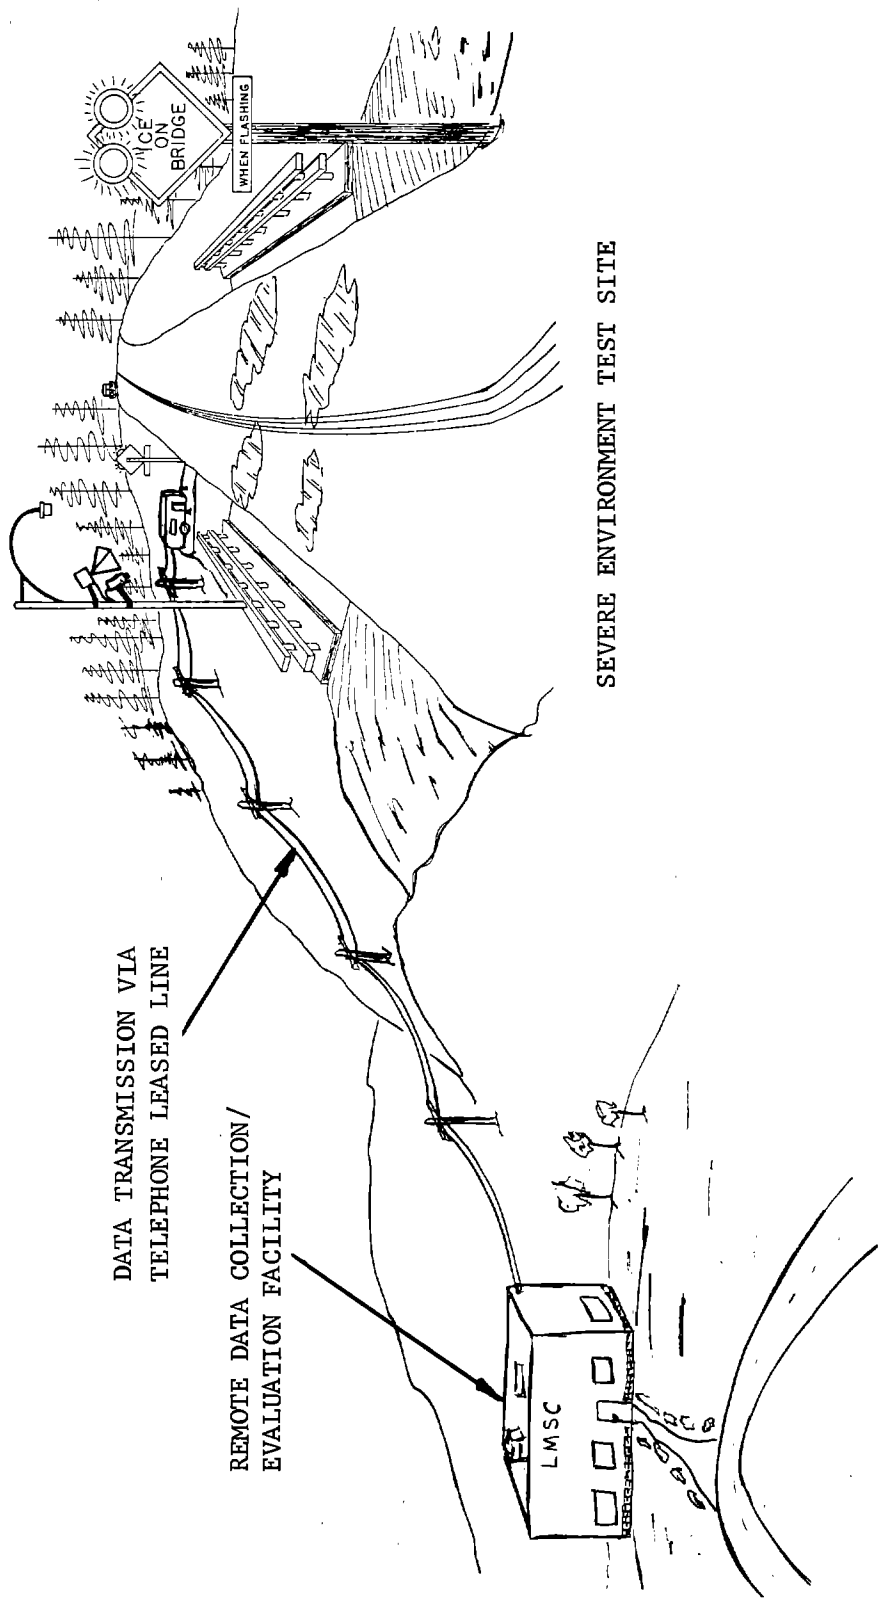 DATA TRANSMISSION VIA
TELEPHONE LEASED LINE
REMOTE DATA COLLECTION/
EVALUATION FACILITY
LMSC
ICE
ON
BRIDGE
WHEN FLASHING
SEVERE ENVIRONMENT TEST SITE